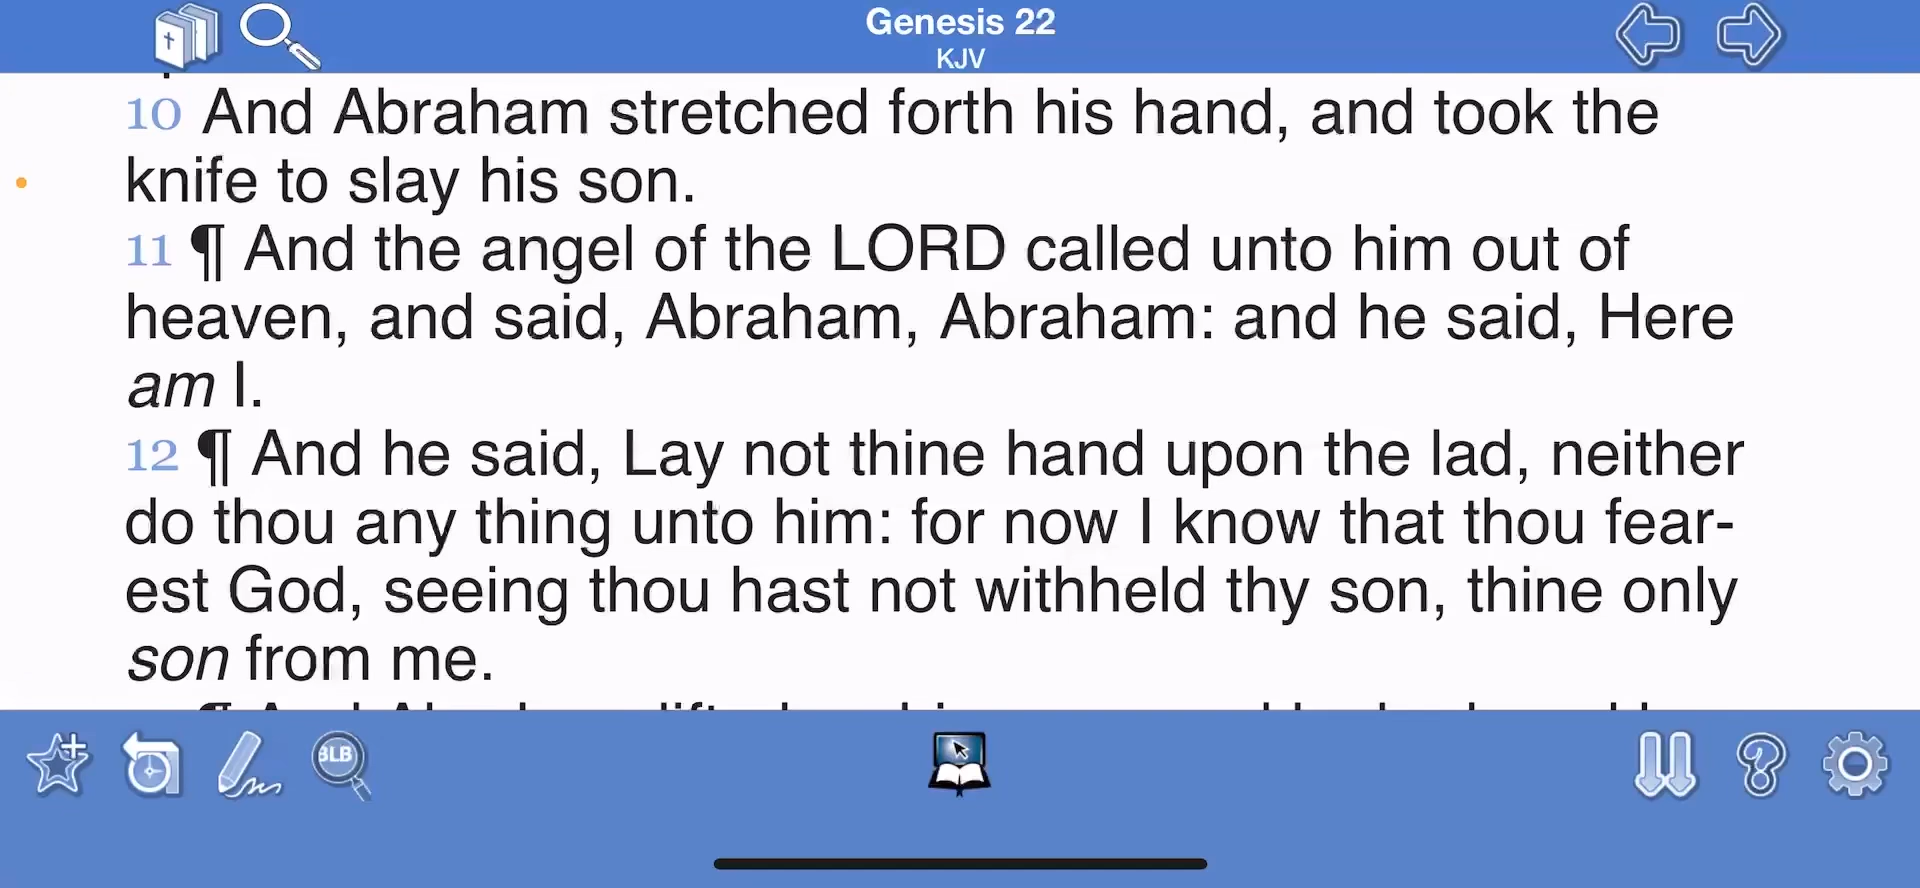 Genesis 22
KJV
10 And Abraham stretched forth his hand, and took the
knife to slay his son.
11 ¶ And the angel of the LORD called unto him out of
heaven, and said, Abraham, Abraham: and he said, Here
am I.
12 ¶ And he said, Lay not thine hand upon the lad, neither
do thou any thing unto him: for now I know that thou fear-
est God, seeing thou hast not withheld thy son, thine only
son from me.
BLB